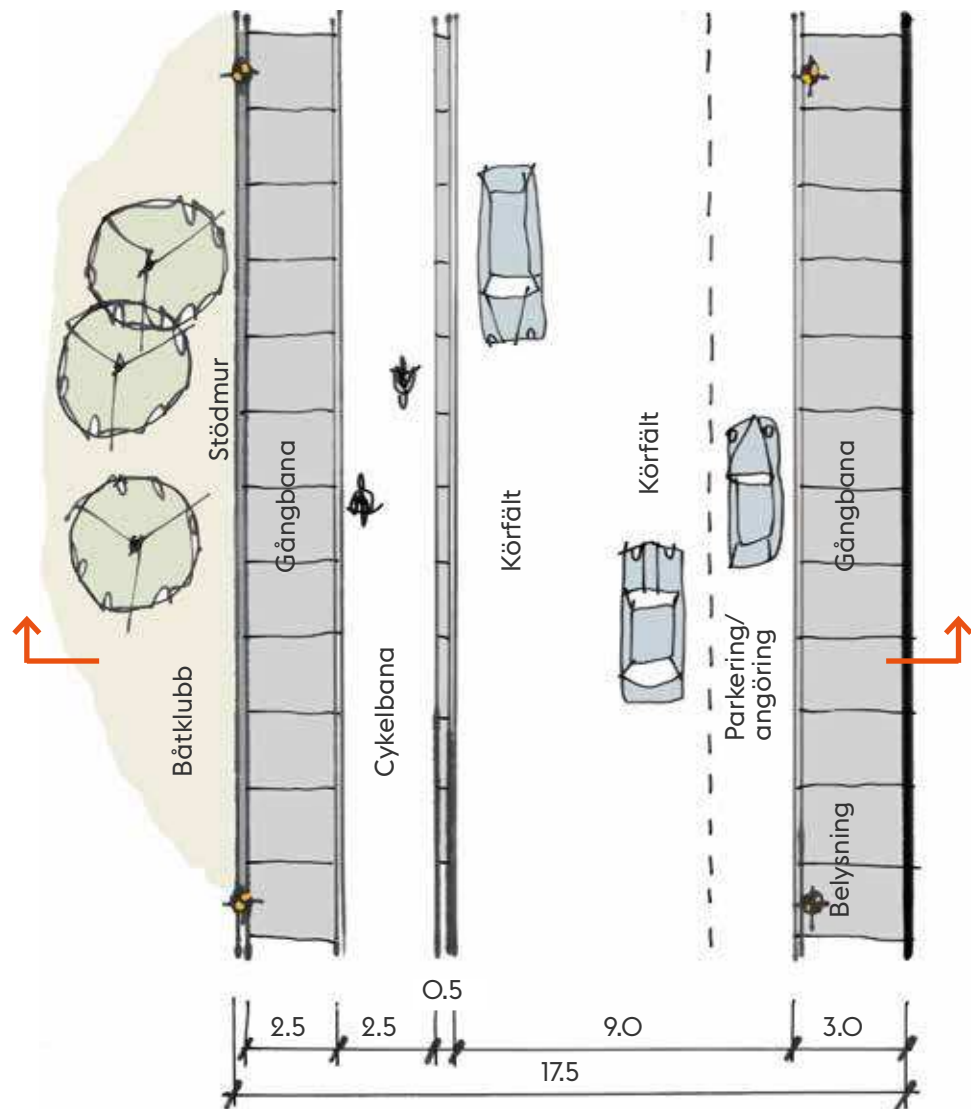 Stödmur
Gångbana
Båtklubb
Cykelbana
Körfält
Körfält
Parkering/
angöring
Gångbana
Belysning
0.5
2.5
2.5
9.0
3.0
17.5